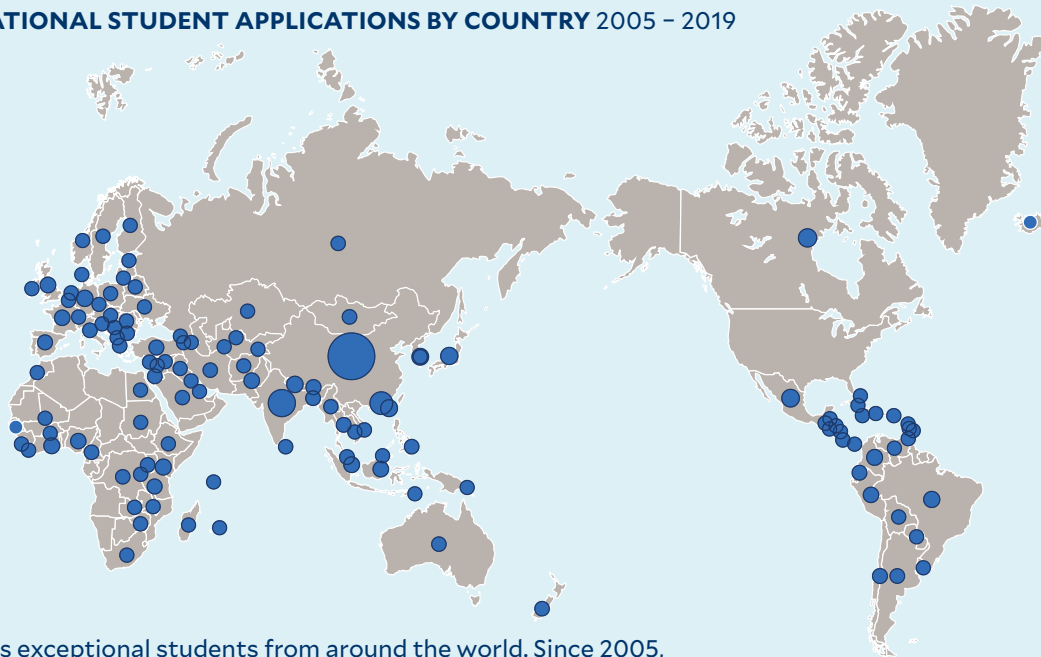 ATIONAL STUDENT APPLICATIONS BY COUNTRY 2005 – 2019
s exceptional students from around the world. Since 2005,